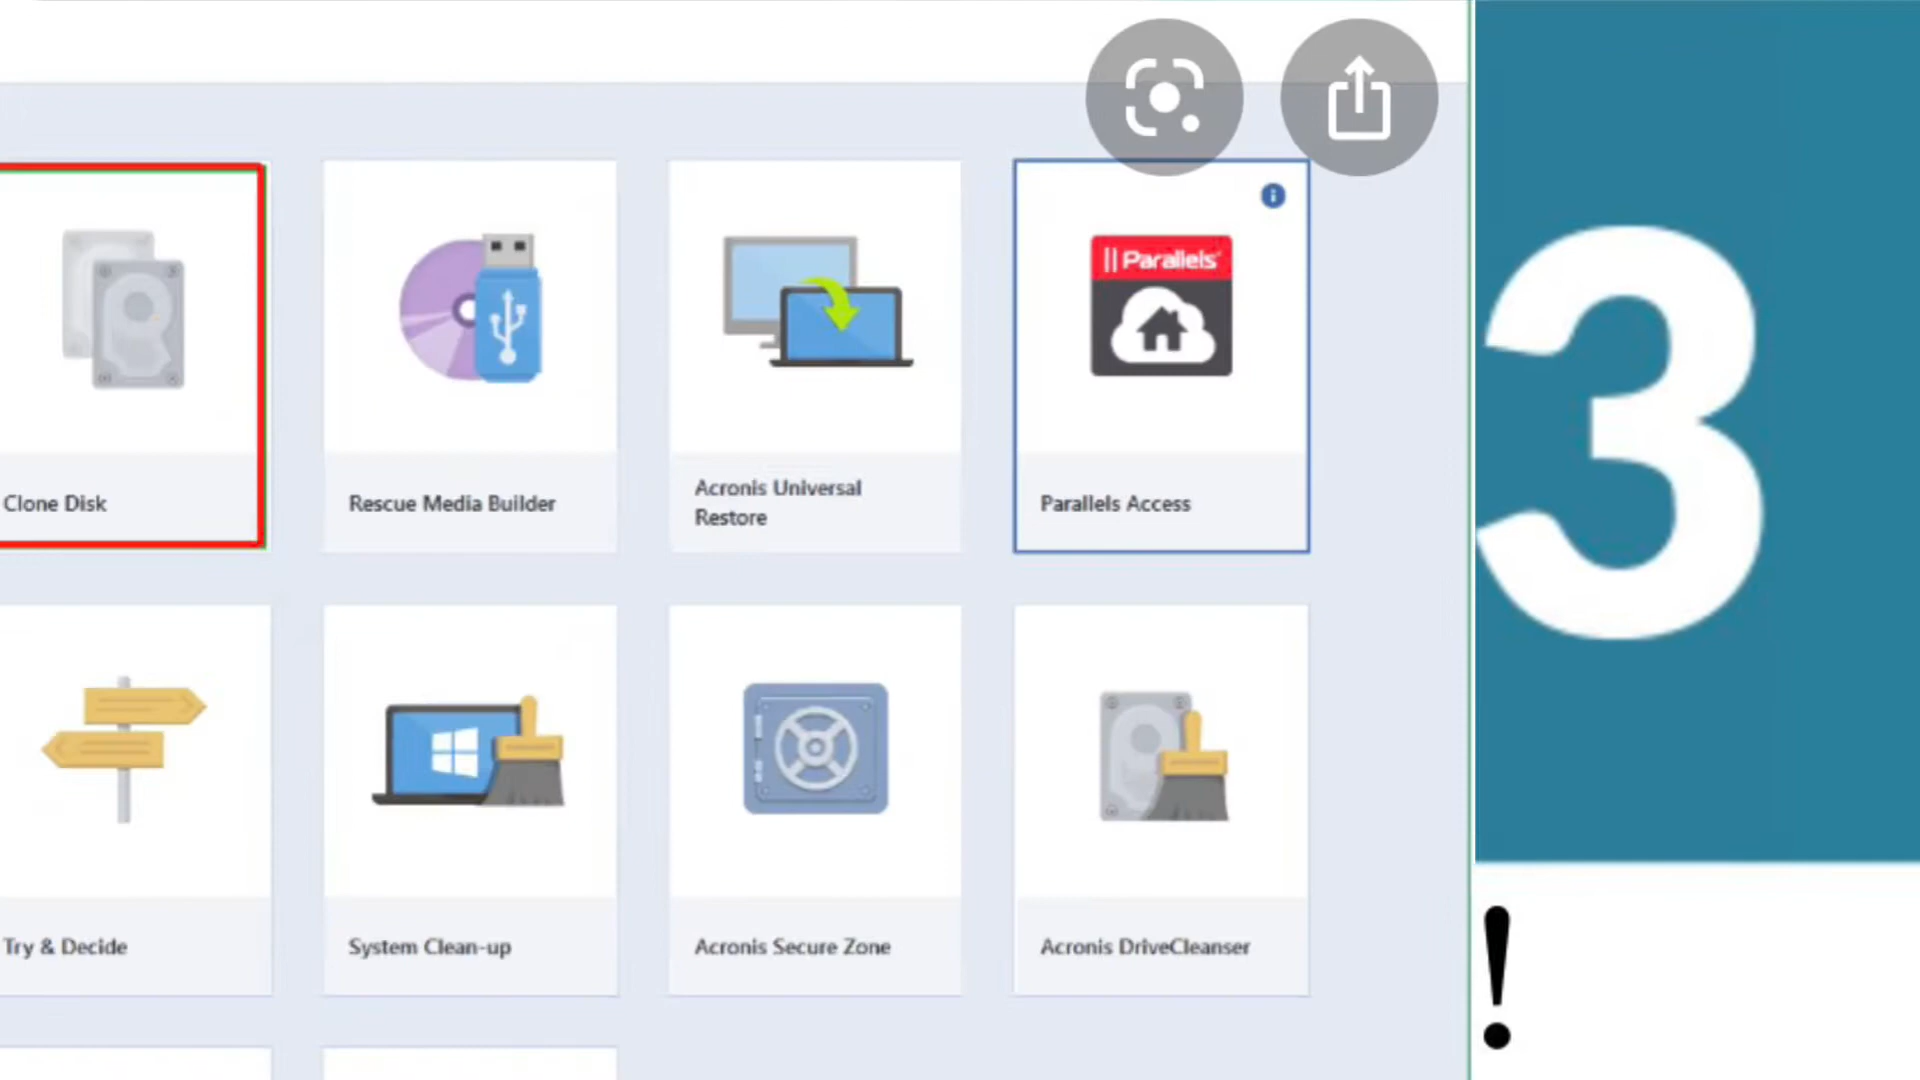 Parallels®
Clone Disk
Rescue Media Builder
Acronis Universal
Restore
Parallels Access
Try & Decide
System Clean-up
Acronis Secure Zone
Acronis DriveCleanser
3
!